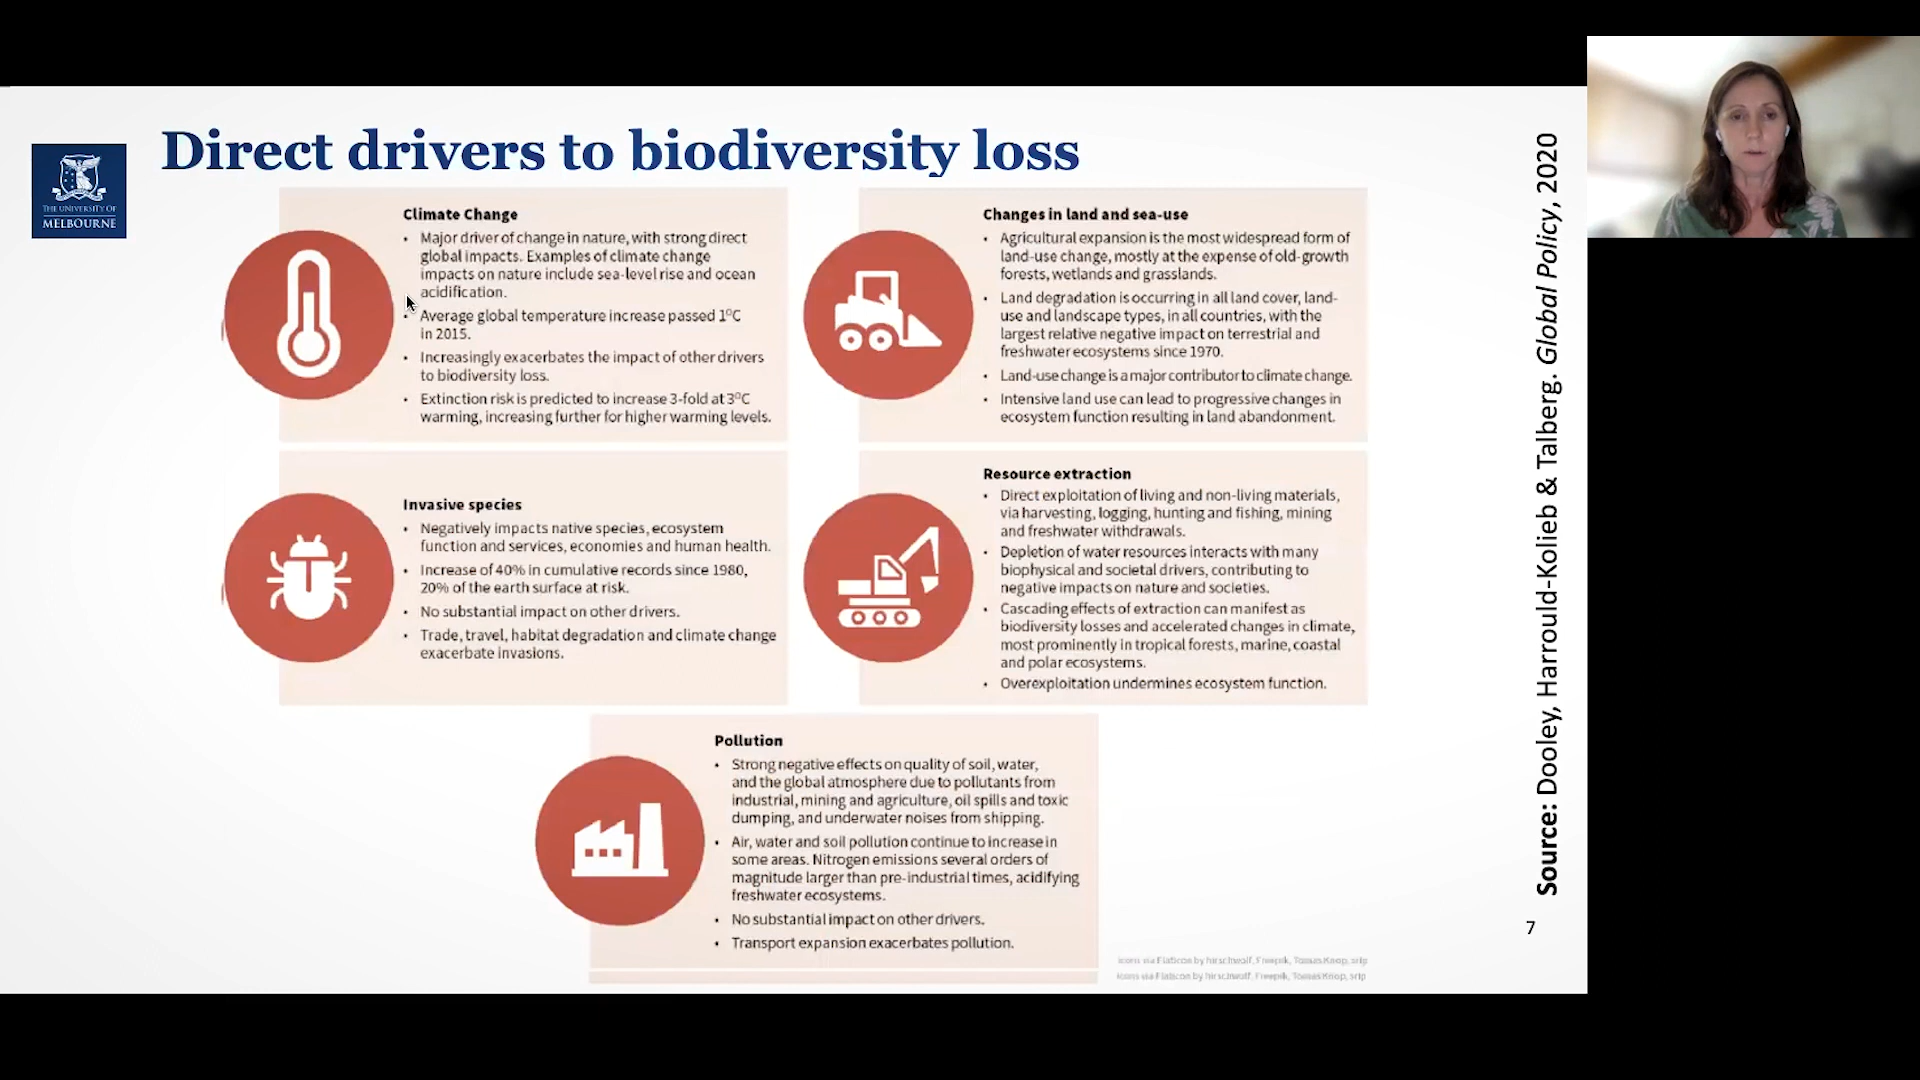 Direct drivers to biodiversity loss
THE UNIVERSITY OF
MELBOURNE
Climate Change
• Major driver of change in nature, with strong direct
global impacts. Examples of climate change
impacts on nature include sea-level rise and ocean
acidification.
• Average global temperature increase passed 1°C
in 2015.
• Increasingly exacerbates the impact of other drivers
to biodiversity loss.
• Extinction risk is predicted to increase 3-fold at 3°C
warming, increasing further for higher warming levels.
Changes in land and sea-use
• Agricultural expansion is the most widespread form of
land-use change, mostly at the expense of old-growth
forests, wetlands and grasslands.
• Land degradation is occurring in all land cover, land-
use and landscape types, in all countries, with the
largest relative negative impact on terrestrial and
freshwater ecosystems since 1970.
• Land-use change is a major contributor to climate change.
• Intensive land use can lead to progressive changes in
ecosystem function resulting in land abandonment.
Invasive species
• Negatively impacts native species, ecosystem
function and services, economies and human health.
• Increase of 40% in cumulative records since 1980,
20% of the earth surface at risk.
• No substantial impact on other drivers.
• Trade, travel, habitat degradation and climate change
exacerbate invasions.
Resource extraction
• Direct exploitation of living and non-living materials,
via harvesting, logging, hunting and fishing, mining
and freshwater withdrawals.
• Depletion of water resources interacts with many
biophysical and societal drivers, contributing to
negative impacts on nature and societies.
• Cascading effects of extraction can manifest as
biodiversity losses and accelerated changes in climate,
most prominently in tropical forests, marine, coastal
and polar ecosystems.
• Overexploitation undermines ecosystem function.
Pollution
• Strong negative effects on quality of soil, water,
and the global atmosphere due to pollutants from
industrial, mining and agriculture, oil spills and toxic
dumping, and underwater noises from shipping.
• Air, water and soil pollution continue to increase in
some areas. Nitrogen emissions several orders of
magnitude larger than pre-industrial times, acidifying
freshwater ecosystems.
• No substantial impact on other drivers.
• Transport expansion exacerbates pollution.
Icons via Flaticon by Freepik, Tomas Knop,
Icons via Flaticon by Freepik, Tomas Knop,
Source: Dooley, Harrould-Kolieb & Talberg. Global Policy, 2020
7